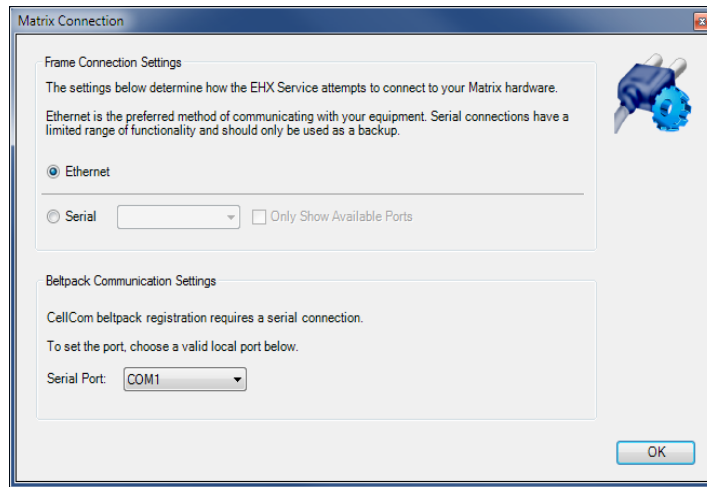 Matrix Connection
Frame Connection Settings
The settings below determine how the EHX Service attempts to connect to your Matrix hardware.
Ethernet is the preferred method of communicating with your equipment. Serial connections have a
limited range of functionality and should only be used as a backup.
Ethernet
Serial
Only Show Available Ports
Beltpack Communication Settings
CellCom beltpack registration requires a serial connection.
To set the port, choose a valid local port below.
Serial Port: COM1
OK